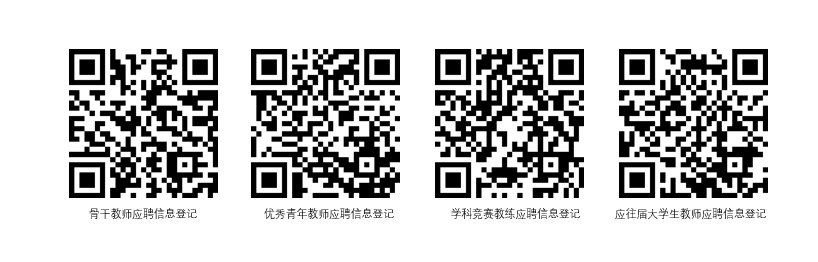 骨干教师应聘信息登记
优秀青年教师应聘信息登记
学科竞赛教练应聘信息登记
应往届大学生教师应聘信息登记